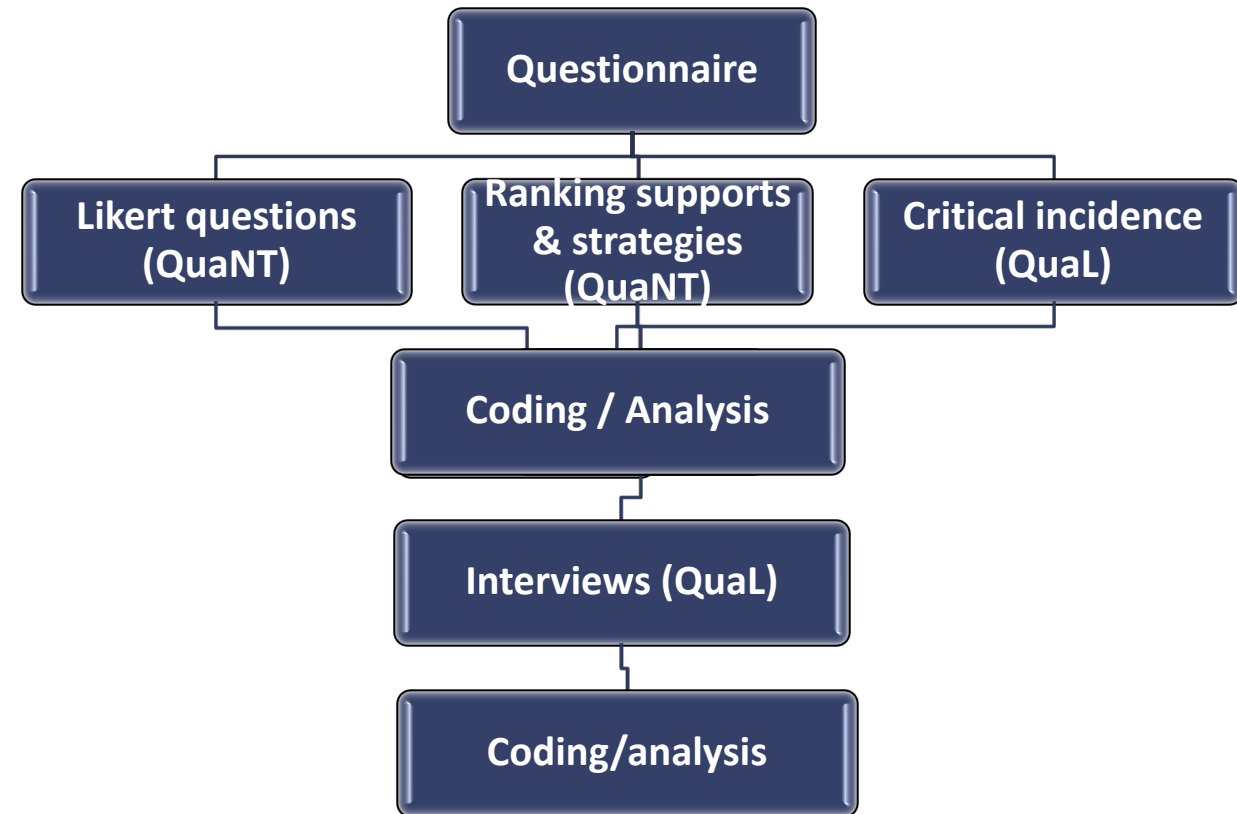 Questionnaire
Likert questions
(QuaNT)
Ranking supports
& strategies
(QuaNT)
Critical incidence
(QuaL)
Coding / Analysis
Interviews (QuaL)
Coding/analysis